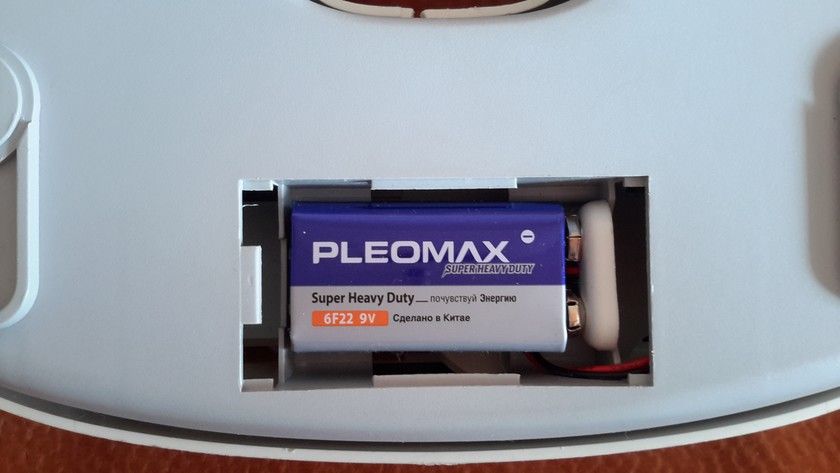 PLEOMAX
SUPER HEAVY DUTY
Super Heavy Duty почувствуй Энергию
6F22 9V Сделано в Китае